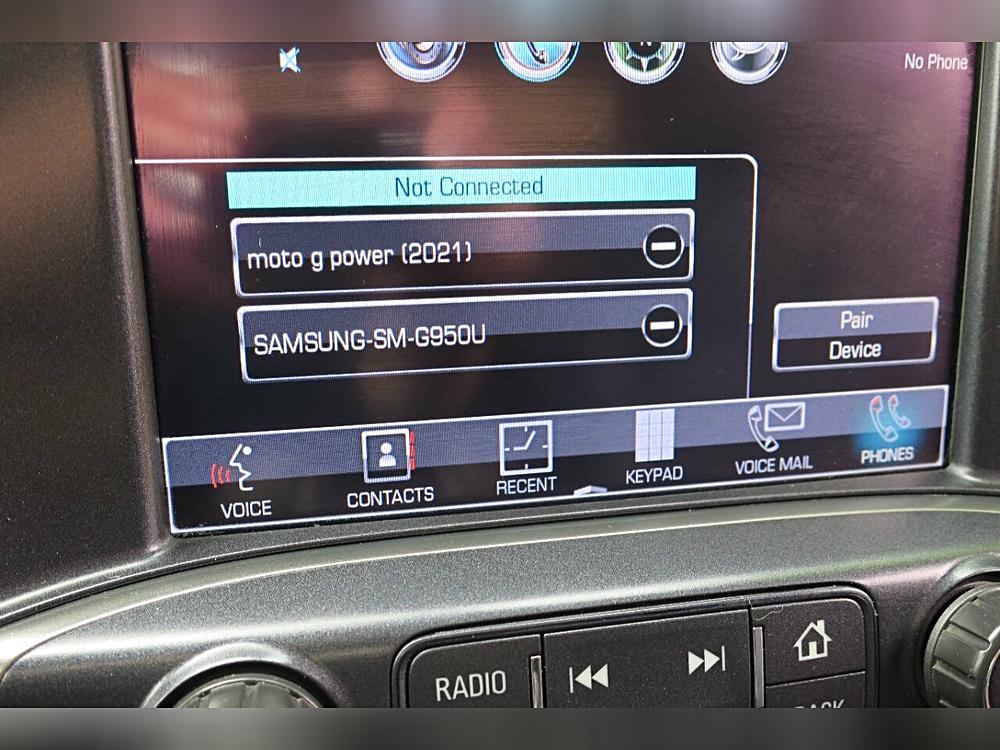 No Phone
Not Connected
moto g power (2021)
SAMSUNG-SM-G950U
Pair
Device
VOICE
CONTACTS
RECENT
KEYPAD
VOICE MAIL
PHONES
RADIO